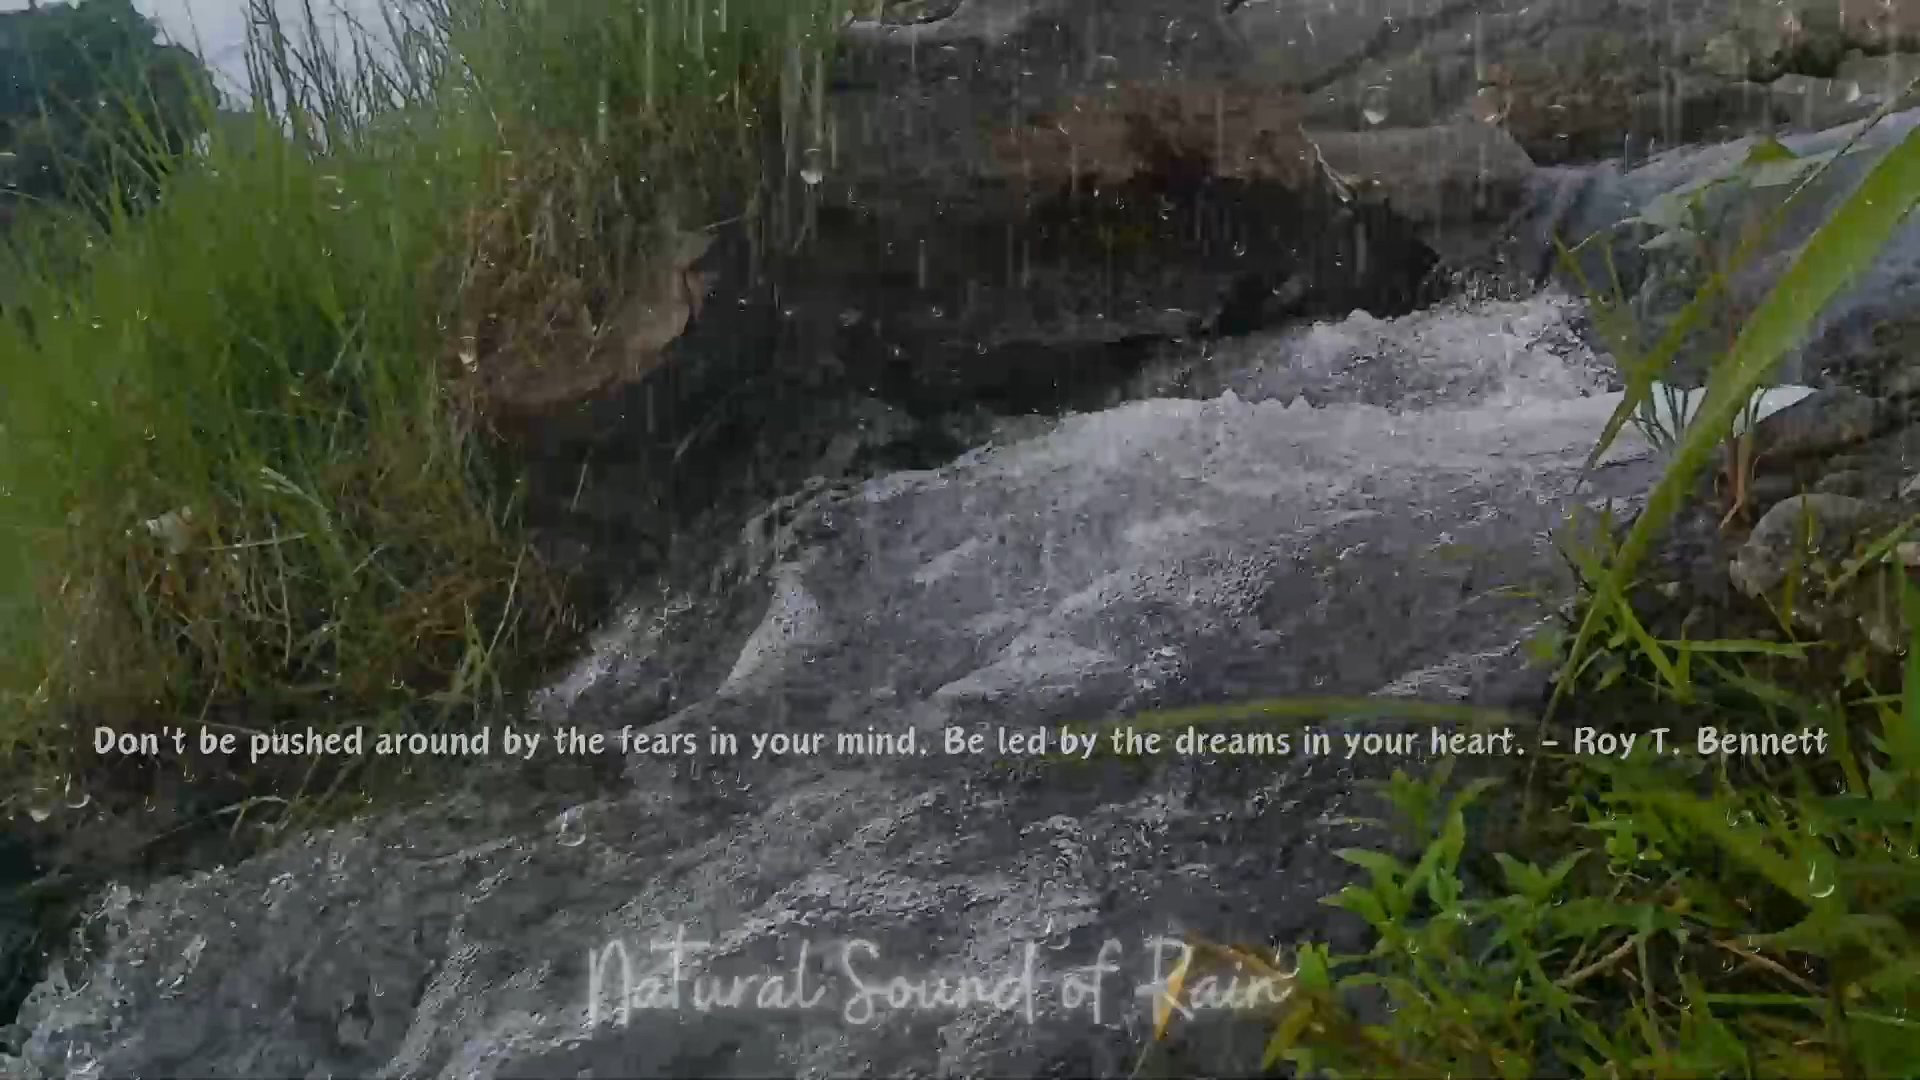 Don't be pushed around by the fears in your mind. Be led by the dreams in your heart. – Roy T. Bennett
Natural Sound of Rain